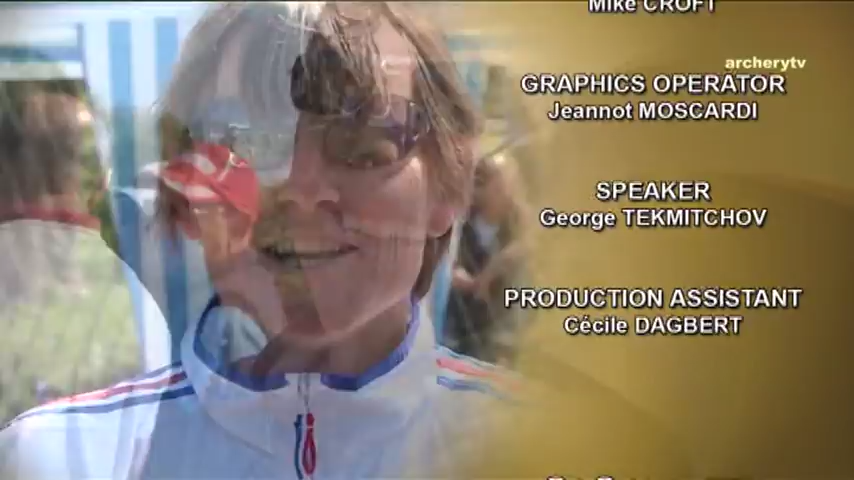 Mike CROFT
archerytv
GRAPHICS OPERATOR
Jeannot MOSCARDI
SPEAKER
George TEKMITCHOV
PRODUCTION ASSISTANT
Cécile DAGBERT